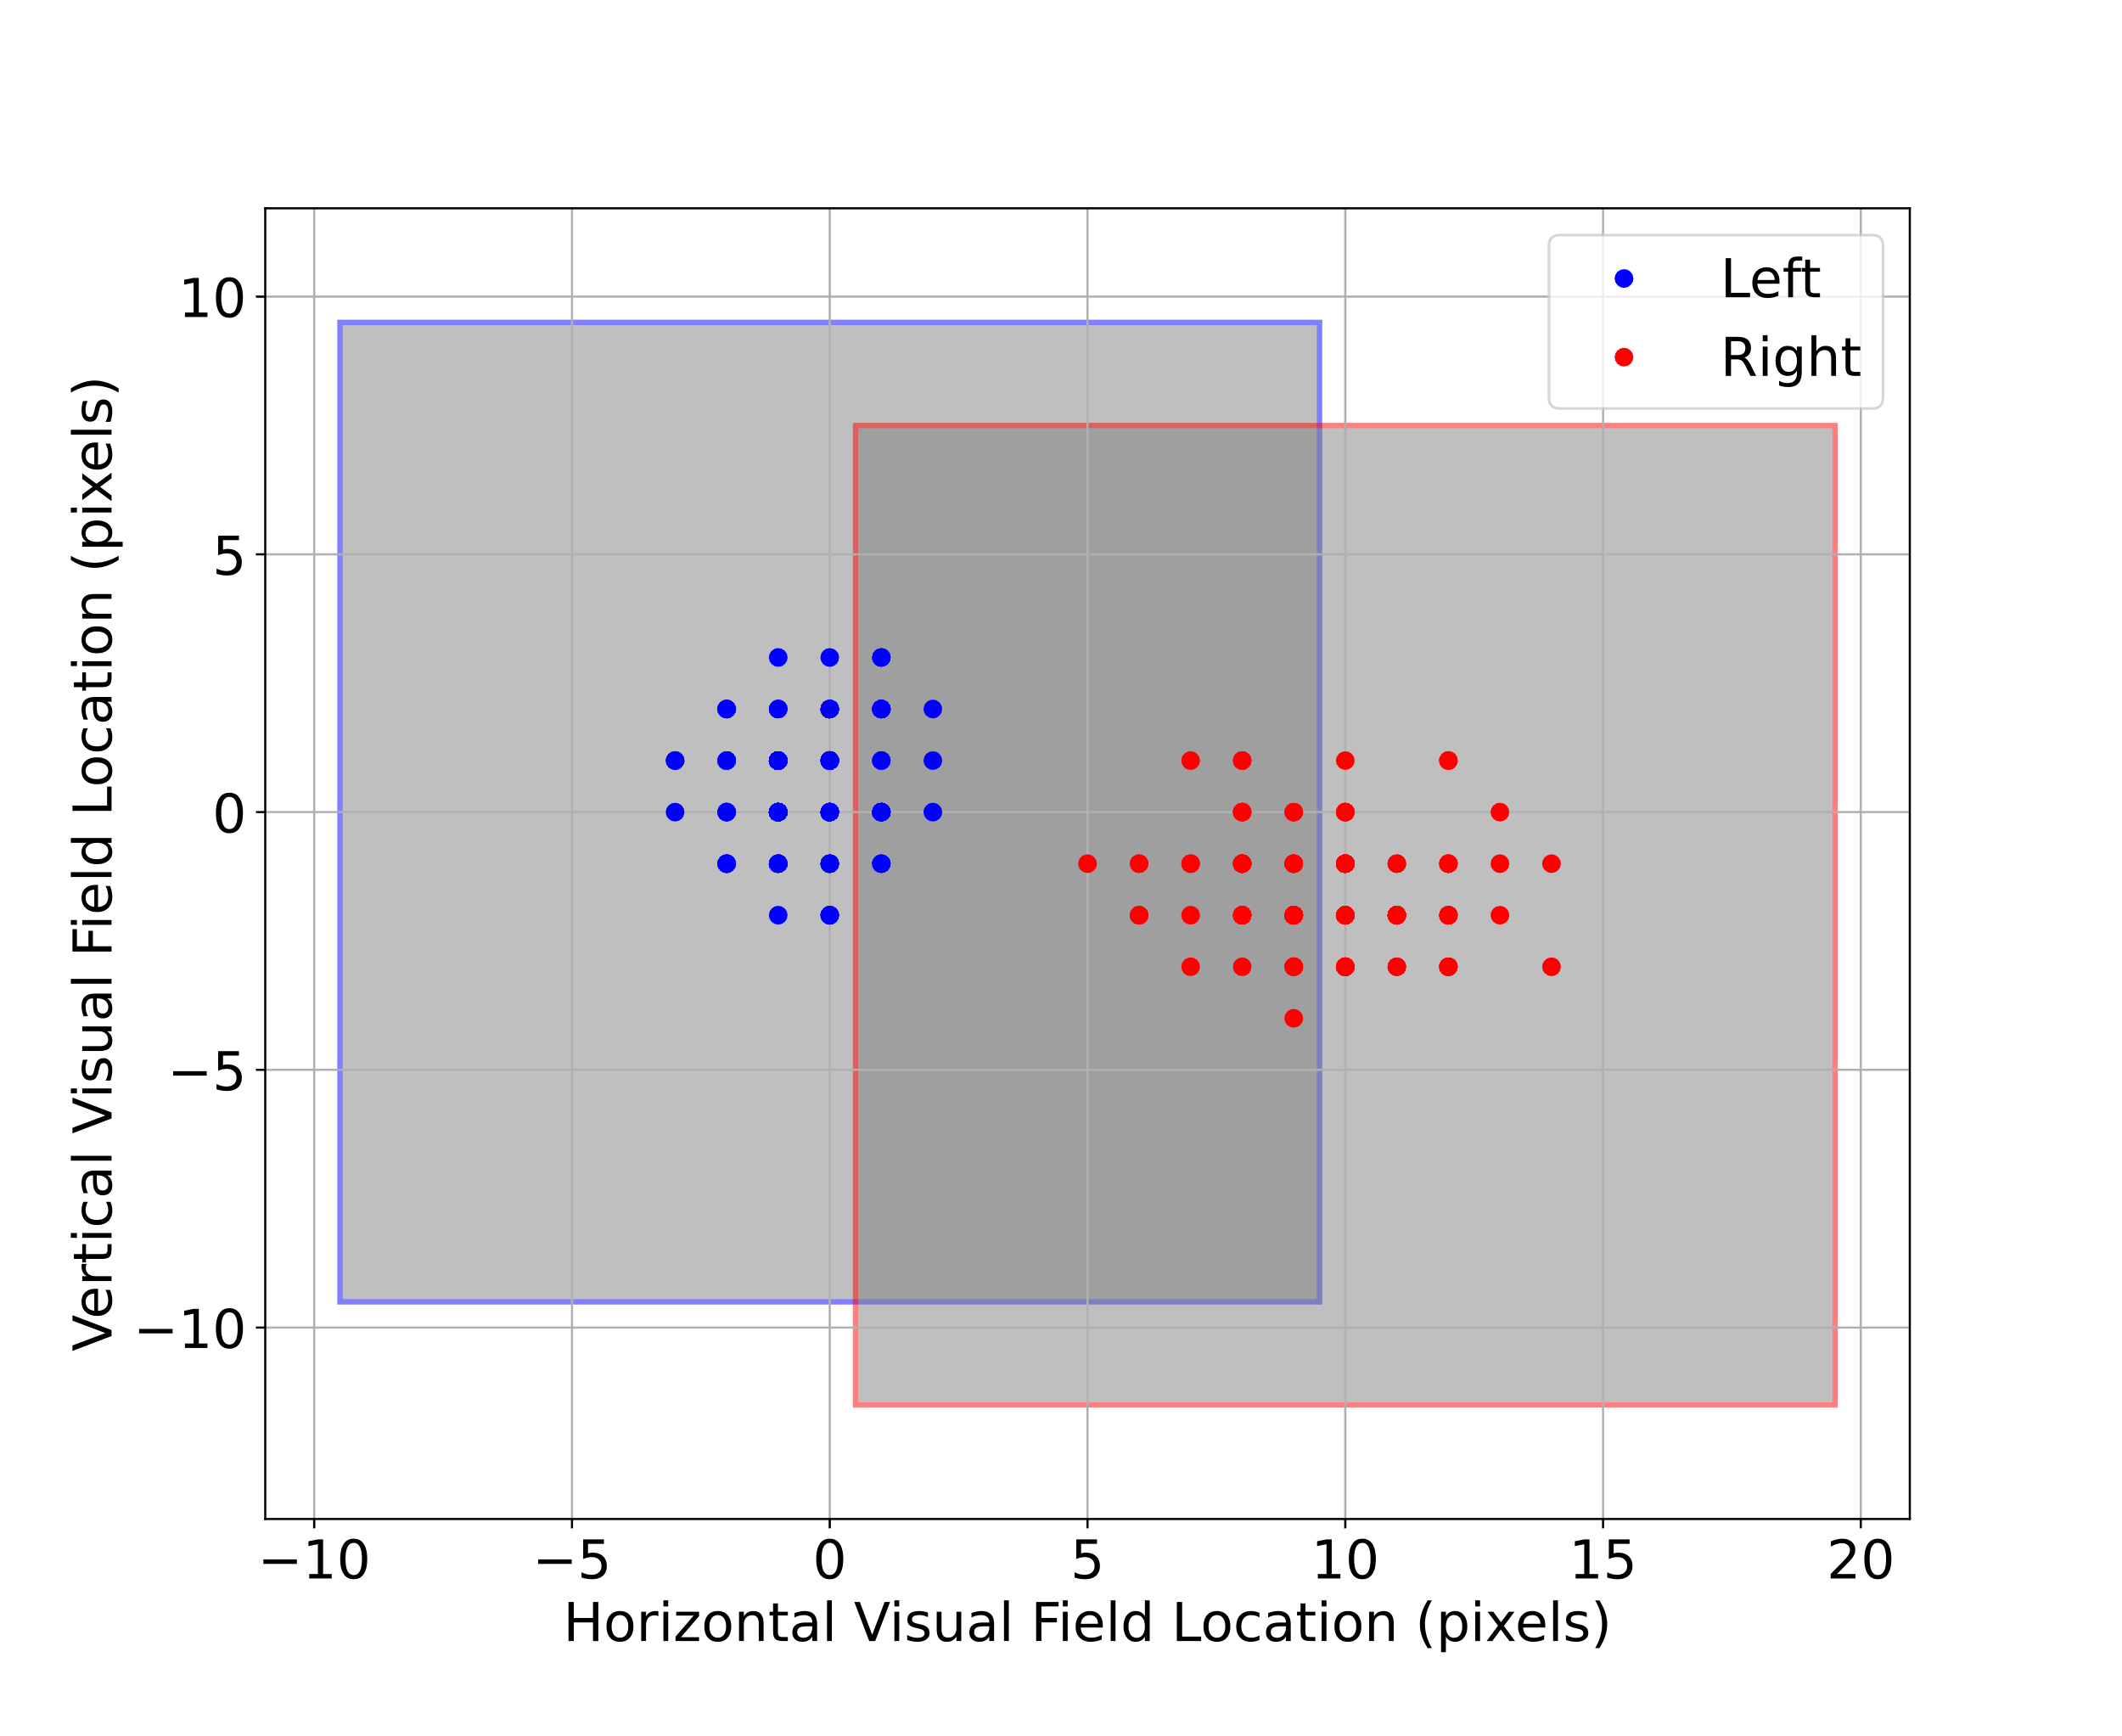 Left
Right
10
5
0
−5
−10
Vertical Visual Field Location (pixels)
−10 −5 0 5 10 15 20
Horizontal Visual Field Location (pixels)